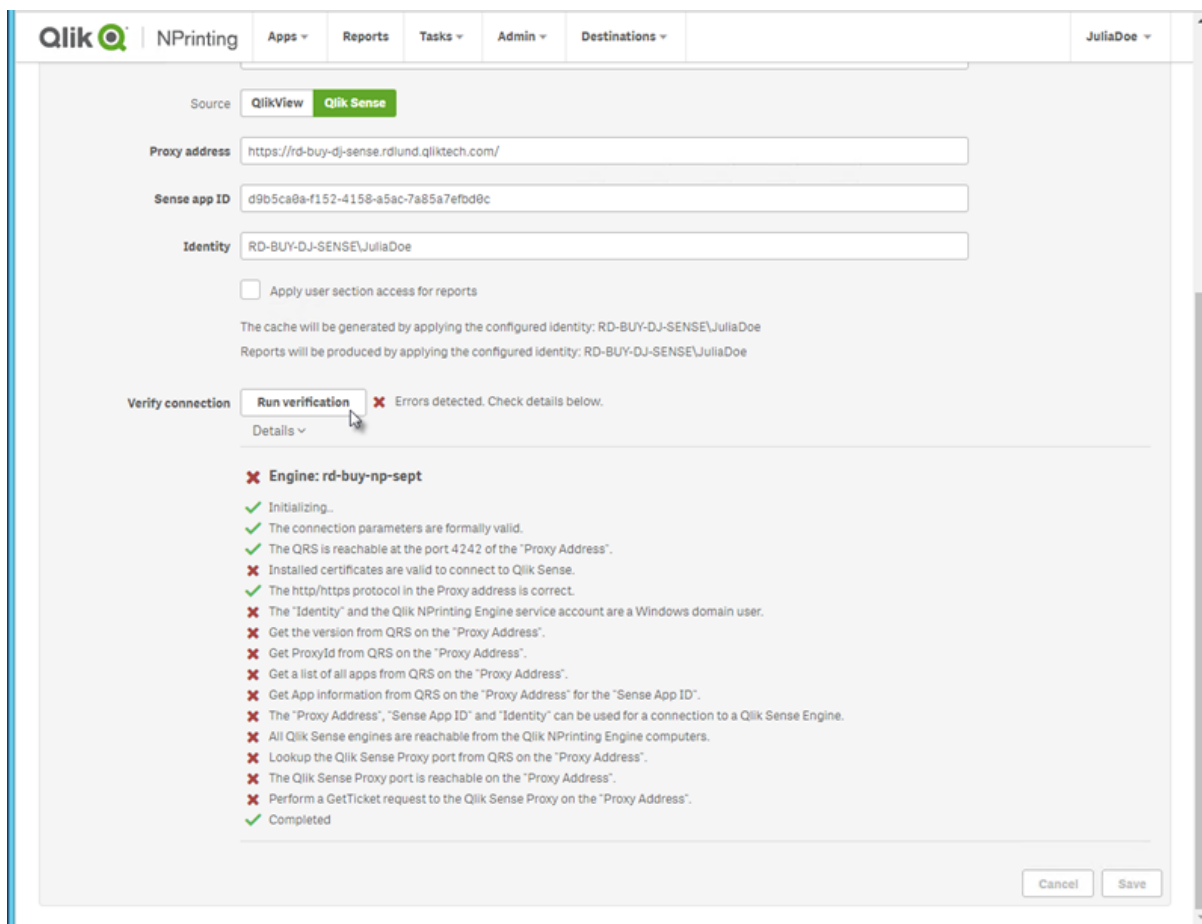 Qlik NPrinting Apps Reports Tasks Admin Destinations JuliaDoe
Source QlikView Qlik Sense
Proxy address https://rd-buy-dj-sense.rdlund.qliktech.com/
Sense app ID d9b5ca0a-f152-4158-a5ac-7a85a7efbd0c
Identity RD-BUY-DJ-SENSE\JuliaDoe
Apply user section access for reports
The cache will be generated by applying the configured identity: RD-BUY-DJ-SENSE\JuliaDoe
Reports will be produced by applying the configured identity: RD-BUY-DJ-SENSE\JuliaDoe
Verify connection Run verification Errors detected. Check details below.
Details
Engine: rd-buy-np-sept
Initializing..
The connection parameters are formally valid.
The QRS is reachable at the port 4242 of the "Proxy Address".
Installed certificates are valid to connect to Qlik Sense.
The http/https protocol in the Proxy address is correct.
The "Identity" and the Qlik NPrinting Engine service account are a Windows domain user.
Get the version from QRS on the "Proxy Address".
Get ProxyId from QRS on the "Proxy Address".
Get a list of all apps from QRS on the "Proxy Address".
Get App information from QRS on the "Proxy Address" for the "Sense App ID".
The "Proxy Address", "Sense App ID" and "Identity" can be used for a connection to a Qlik Sense Engine.
All Qlik Sense engines are reachable from the Qlik NPrinting Engine computers.
Lookup the Qlik Sense Proxy port from QRS on the "Proxy Address".
The Qlik Sense Proxy port is reachable on the "Proxy Address".
Perform a GetTicket request to the Qlik Sense Proxy on the "Proxy Address".
Completed
Cancel Save